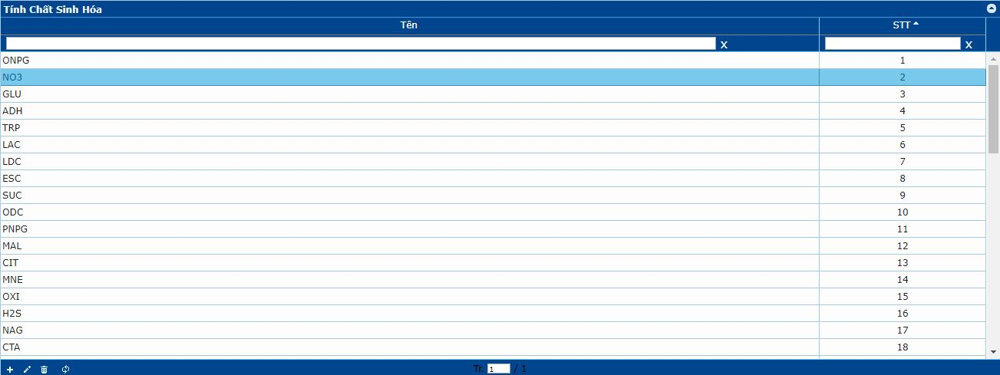 Tính Chất Sinh Hóa
Tên STT
X X
ONPG 1
NO3 2
GLU 3
ADH 4
TRP 5
LAC 6
LDC 7
ESC 8
SUC 9
ODC 10
PNPG 11
MAL 12
CIT 13
MNE 14
OXI 15
H2S 16
NAG 17
CTA 18
Tr. 1 / 1